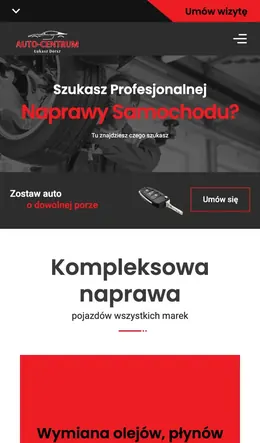 Umów wizytę
AUTO-CENTRUM
Szukasz Profesjonalnej
Naprawy Samochodu?
Tu znajdziesz czego szukasz
Zostaw auto
o dowolnej porze
Umów się
Kompleksowa
naprawa
pojazdów wszystkich marek
Wymiana olejów, płynów